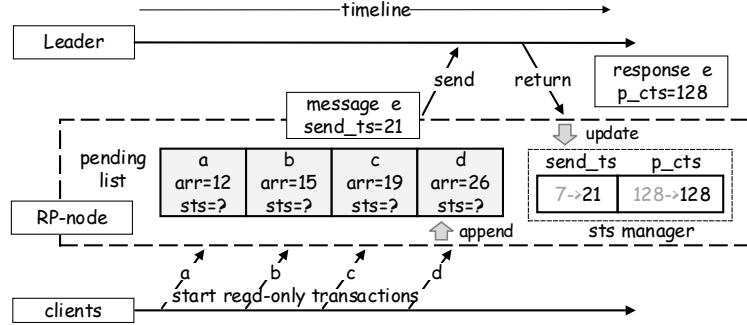 timeline
Leader
send
return
response e
p_cts=128
message e
send_ts=21
update
pending
list
a
arr=12
sts=?
b
arr=15
sts=?
c
arr=19
sts=?
d
arr=26
sts=?
send_ts p_cts
7->21 128->128
sts manager
RP-node
append
a b c d
start read-only transactions
clients